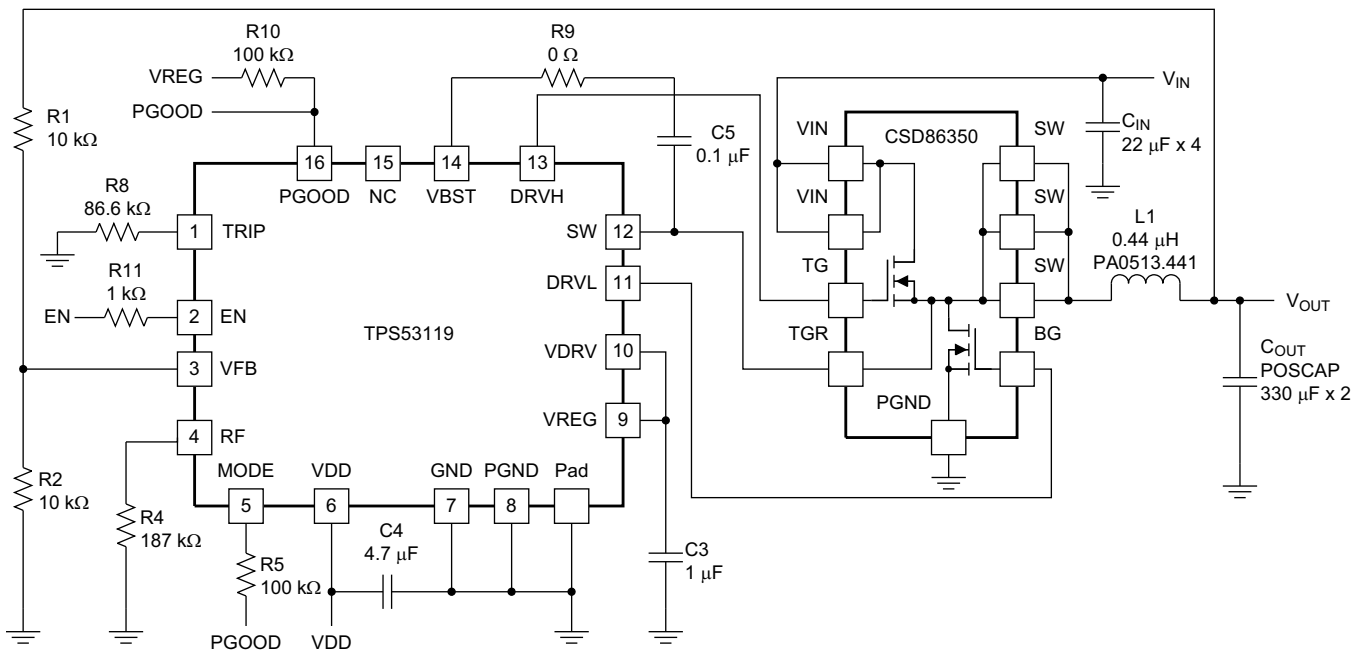 R10
100 kΩ
VREG
PGOOD
R9
0 Ω
V_IN
R1
10 kΩ
C5
0.1 µF
VIN
CSD86350
SW
C_IN
22 µF x 4
16
15
14
13
PGOOD
NC
VBST
DRVH
R8
86.6 kΩ
VIN
SW
1
TRIP
SW
12
L1
0.44 µH
PA0513.441
TG
SW
R11
1 kΩ
DRVL
11
EN
2
EN
TPS53119
TGR
BG
V_OUT
3
VFB
VDRV
10
C_OUT
POSCAP
330 µF x 2
PGND
VREG
9
4
RF
R2
10 kΩ
MODE
VDD
GND
PGND
Pad
5
6
7
8
R4
187 kΩ
C4
4.7 µF
R5
100 kΩ
C3
1 µF
PGOOD
VDD